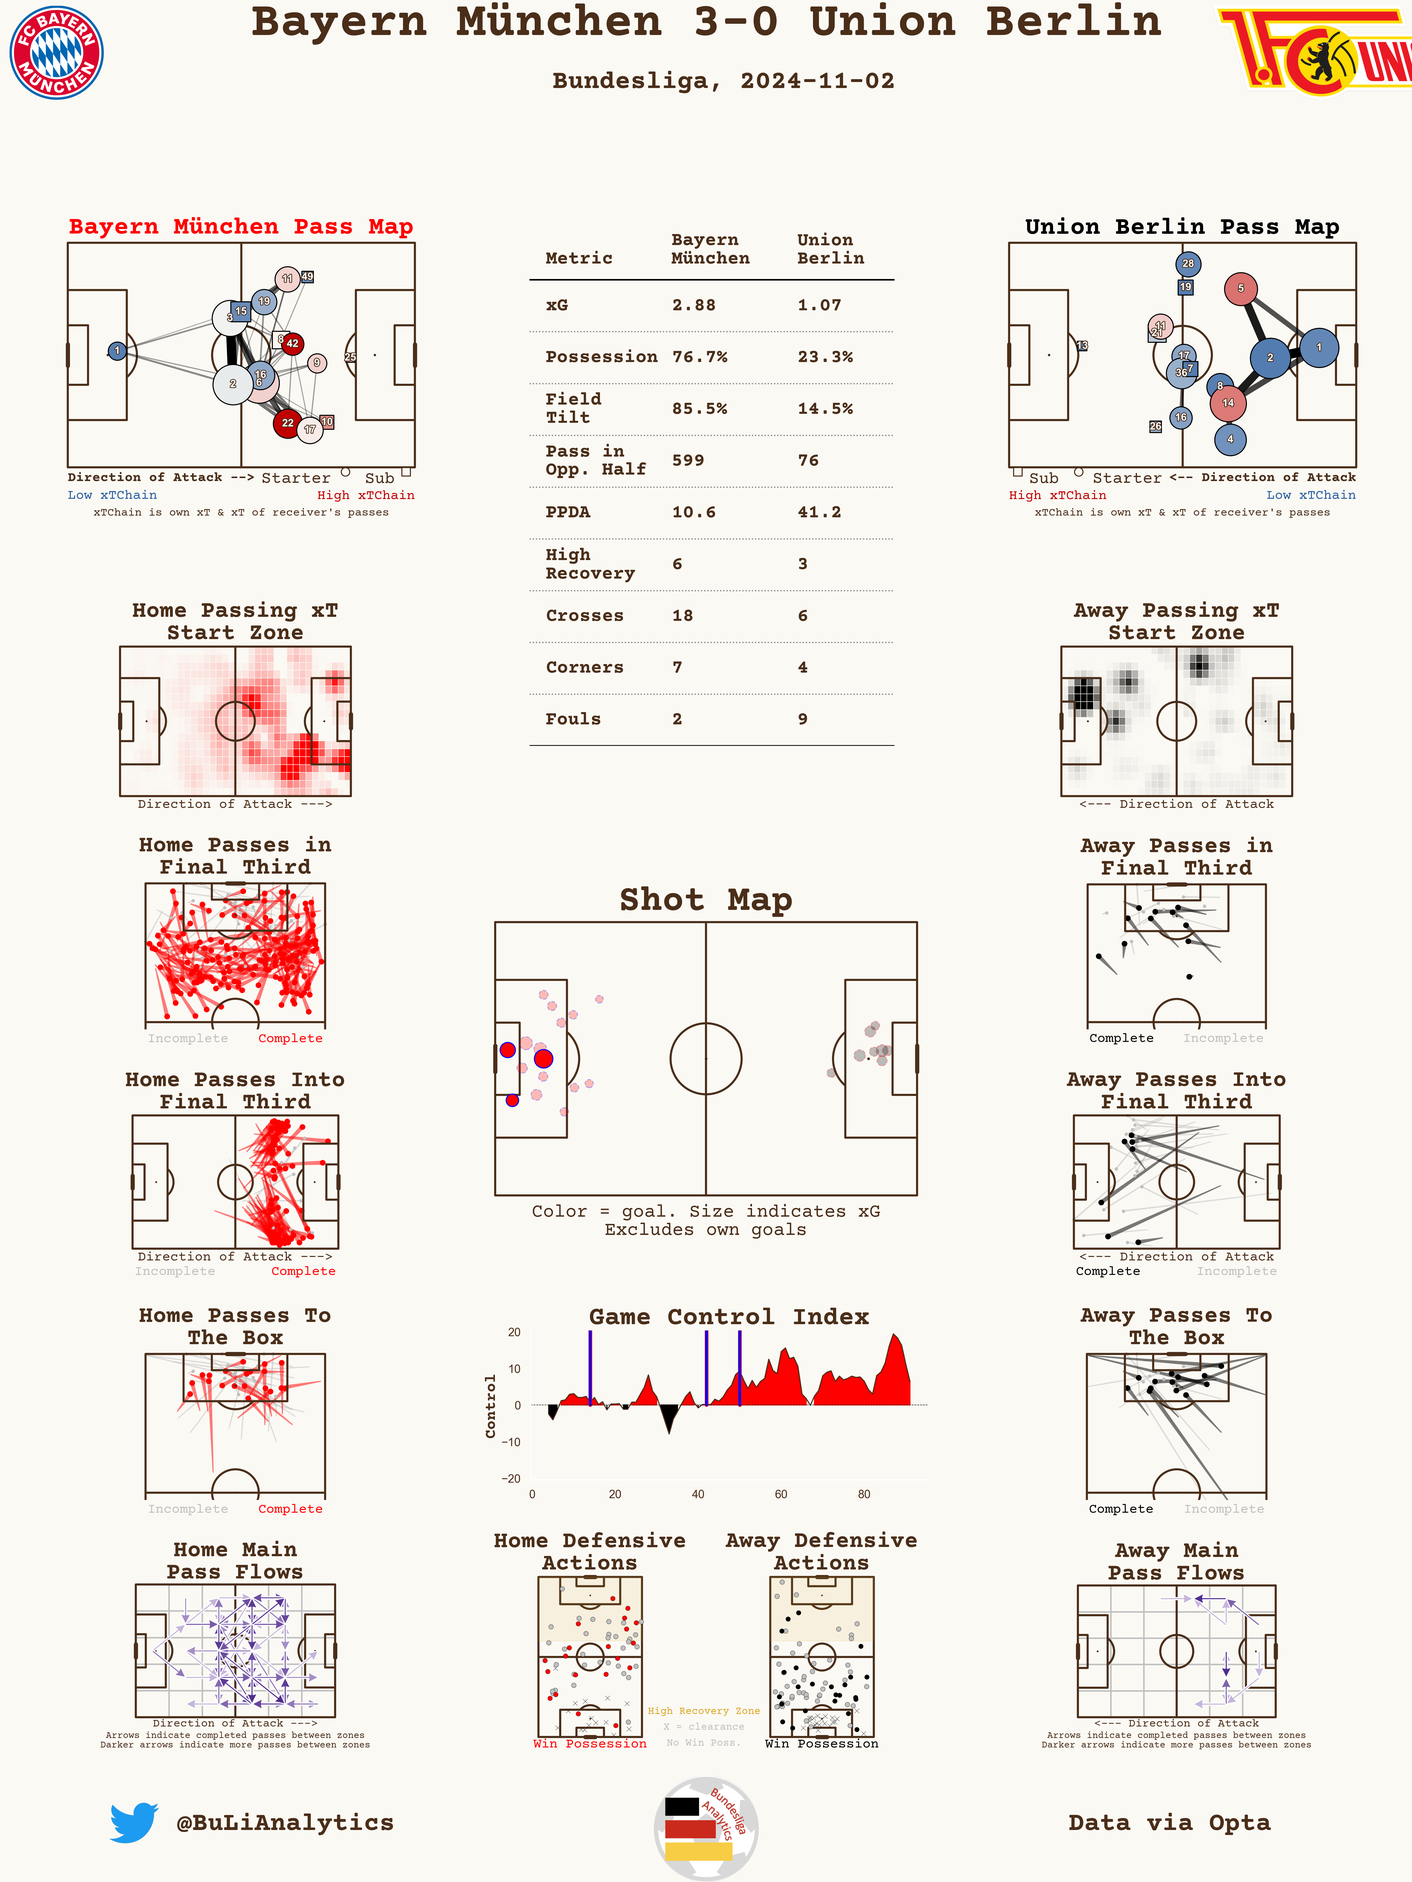 Bayern München 3-0 Union Berlin
Bundesliga, 2024-11-02
FC BAYERN
MÜNCHEN
Bayern München Pass Map
11
49
19
15
3
8
42
1
9
25
16
6
2
22
17
10
Direction of Attack --> Starter Sub
Low xTChain High xTChain
xTChain is own xT & xT of receiver's passes
Metric Bayern München Union Berlin
xG 2.88 1.07
Possession 76.7% 23.3%
Field Tilt 85.5% 14.5%
Pass in Opp. Half 599 76
PPDA 10.6 41.2
High Recovery 6 3
Crosses 18 6
Corners 7 4
Fouls 2 9
Union Berlin Pass Map
28
19
5
11
21
13
17
7
36
2
1
8
14
16
26
4
Sub Starter <-- Direction of Attack
High xTChain Low xTChain
xTChain is own xT & xT of receiver's passes
Home Passing xT
Start Zone
Direction of Attack --->
Away Passing xT
Start Zone
<--- Direction of Attack
Home Passes in
Final Third
Incomplete Complete
Away Passes in
Final Third
Complete Incomplete
Shot Map
Color = goal. Size indicates xG
Excludes own goals
Home Passes Into
Final Third
Direction of Attack --->
Incomplete Complete
Away Passes Into
Final Third
<--- Direction of Attack
Complete Incomplete
Home Passes To
The Box
Incomplete Complete
Game Control Index
Control
20
10
0
−10
−20
0 20 40 60 80
Away Passes To
The Box
Complete Incomplete
Home Main
Pass Flows
Direction of Attack --->
Arrows indicate completed passes between zones
Darker arrows indicate more passes between zones
Home Defensive
Actions
Win Possession
High Recovery Zone
X = clearance
No Win Poss.
Away Defensive
Actions
Win Possession
Away Main
Pass Flows
<--- Direction of Attack
Arrows indicate completed passes between zones
Darker arrows indicate more passes between zones
@BuLiAnalytics
Bundesliga
Analytics
Data via Opta